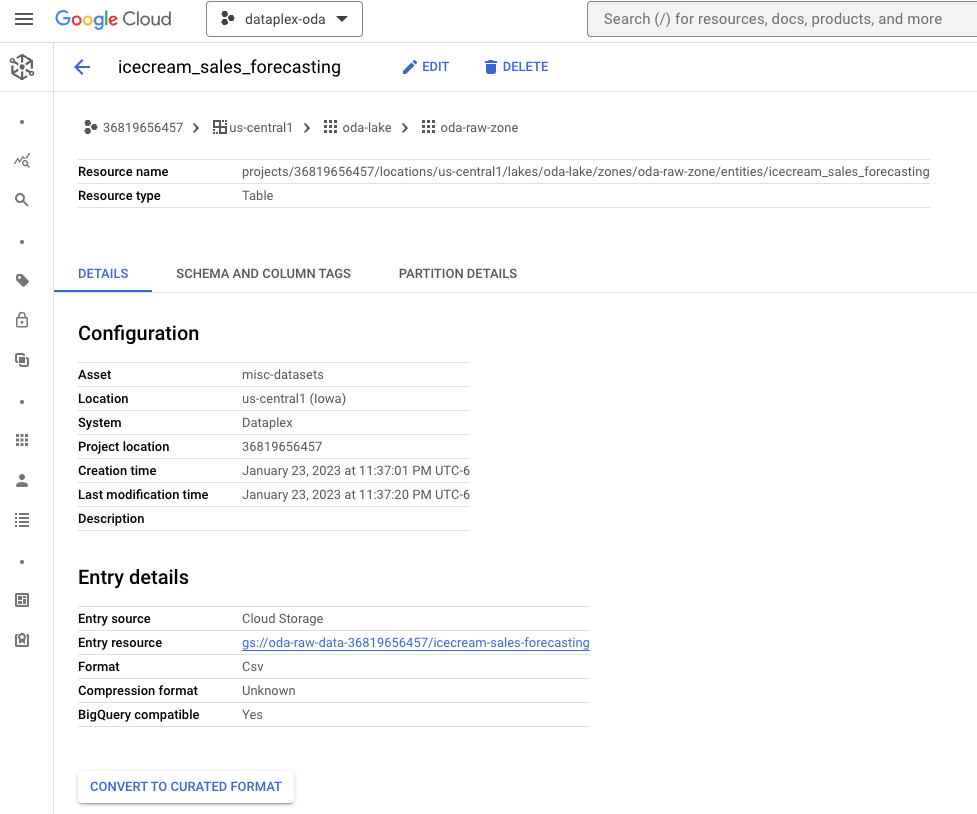 Google Cloud
dataplex-oda
Search (/) for resources, docs, products, and more
icecream_sales_forecasting
EDIT
DELETE
36819656457 us-central1 oda-lake oda-raw-zone
Resource name projects/36819656457/locations/us-central1/lakes/oda-lake/zones/oda-raw-zone/entities/icecream_sales_forecasting
Resource type Table
DETAILS SCHEMA AND COLUMN TAGS PARTITION DETAILS
Configuration
Asset misc-datasets
Location us-central1 (Iowa)
System Dataplex
Project location 36819656457
Creation time January 23, 2023 at 11:37:01 PM UTC-6
Last modification time January 23, 2023 at 11:37:20 PM UTC-6
Description
Entry details
Entry source Cloud Storage
Entry resource gs://oda-raw-data-36819656457/icecream-sales-forecasting
Format Csv
Compression format Unknown
BigQuery compatible Yes
CONVERT TO CURATED FORMAT